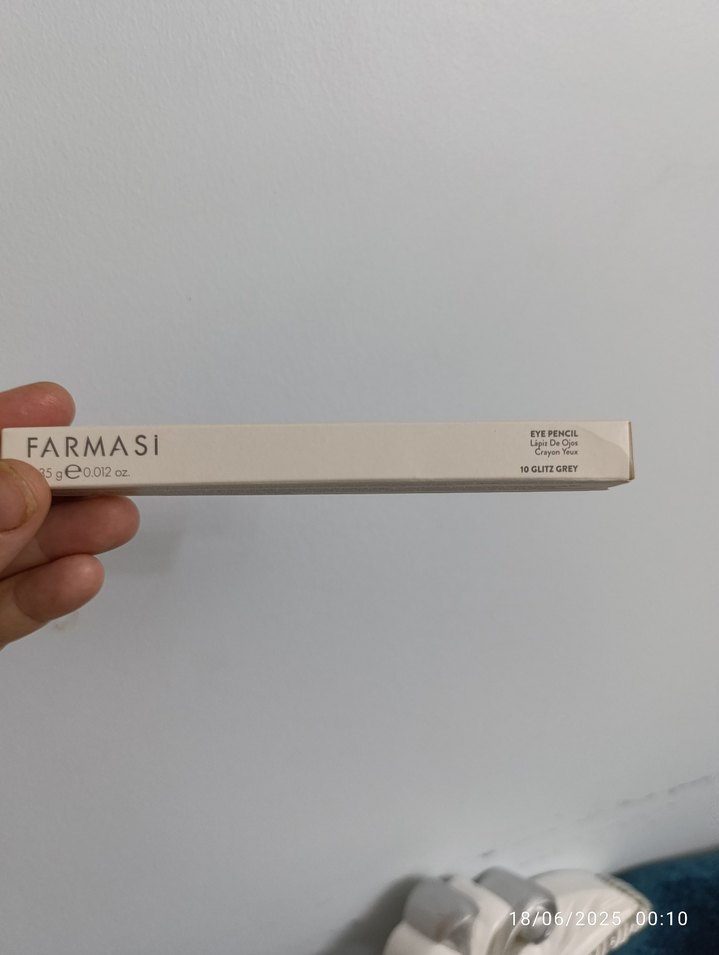 FARMASi
35 g e 0.012 oz.
EYE PENCIL
Lápiz De Ojos
Crayon Yeux
10 GLITZ GREY
18/06/2025 00:10